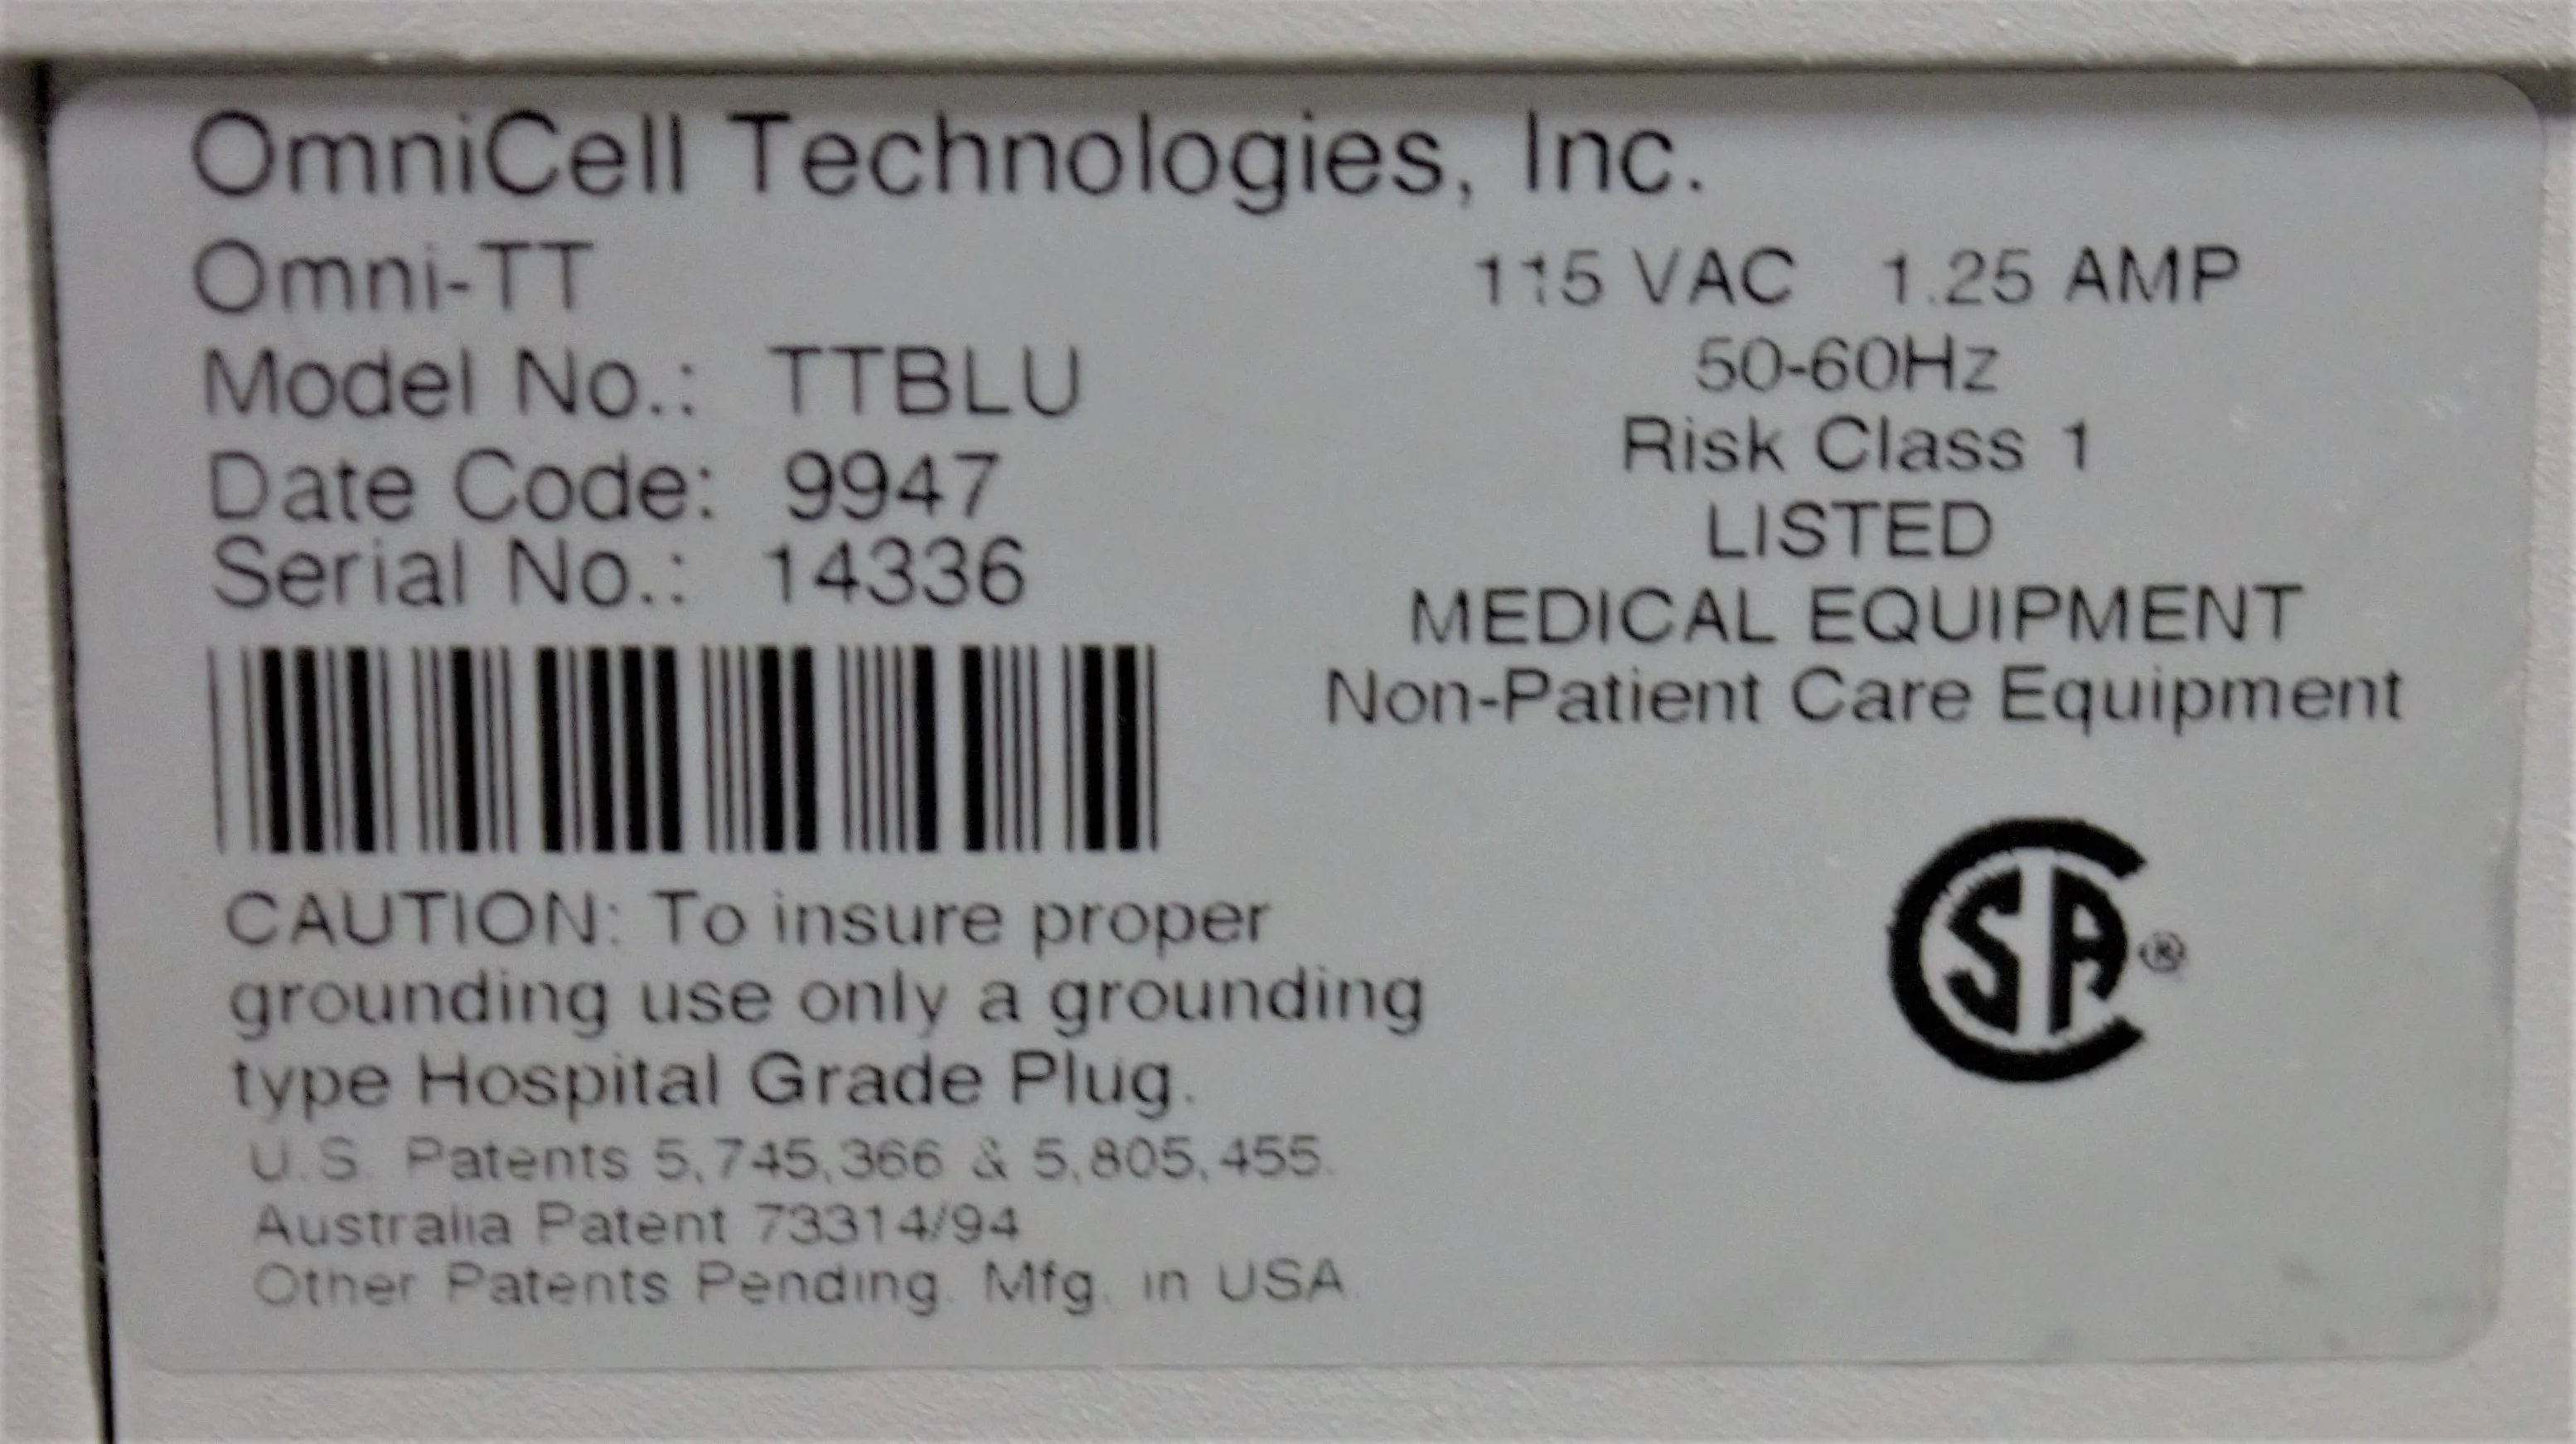 OmniCell Technologies, Inc.
Omni-TT
Model No.: TTBLU
Date Code: 9947
Serial No.: 14336
CAUTION: To insure proper
grounding use only a grounding
type Hospital Grade Plug.
U.S. Patents 5,745,366 & 5,805,455.
Australia Patent 73314/94
Other Patents Pending. Mfg. in USA.
115 VAC 1.25 AMP
50-60Hz
Risk Class 1
LISTED
MEDICAL EQUIPMENT
Non-Patient Care Equipment
CSA®